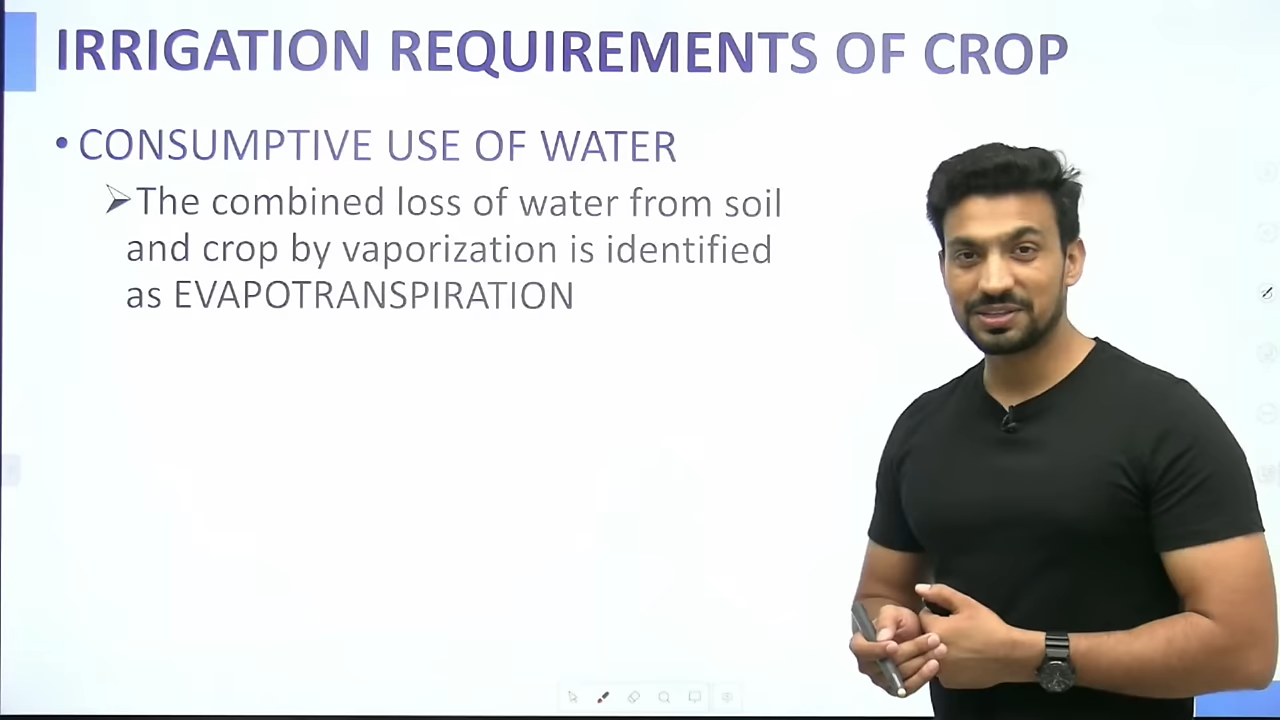 IRRIGATION REQUIREMENTS OF CROP
• CONSUMPTIVE USE OF WATER
➢The combined loss of water from soil
and crop by vaporization is identified
as EVAPOTRANSPIRATION